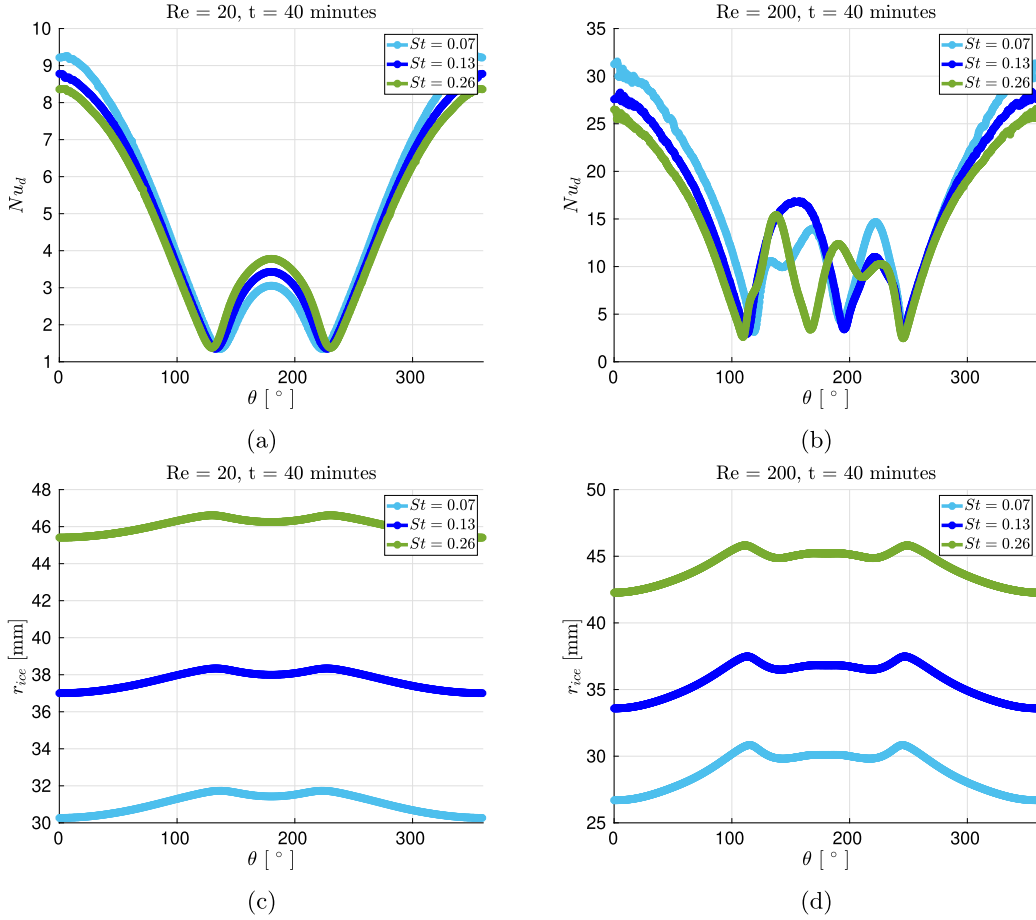 Re = 20, t = 40 minutes
10
9
8
7
6
5
4
3
2
1
Nu_d
0 100 200 300
θ [ ° ]
St = 0.07
St = 0.13
St = 0.26
(a)
Re = 200, t = 40 minutes
35
30
25
20
15
10
5
0
Nu_d
0 100 200 300
θ [ ° ]
St = 0.07
St = 0.13
St = 0.26
(b)
Re = 20, t = 40 minutes
48
46
44
42
40
38
36
34
32
30
r_ice [mm]
0 100 200 300
θ [ ° ]
St = 0.07
St = 0.13
St = 0.26
(c)
Re = 200, t = 40 minutes
50
45
40
35
30
25
r_ice [mm]
0 100 200 300
θ [ ° ]
St = 0.07
St = 0.13
St = 0.26
(d)